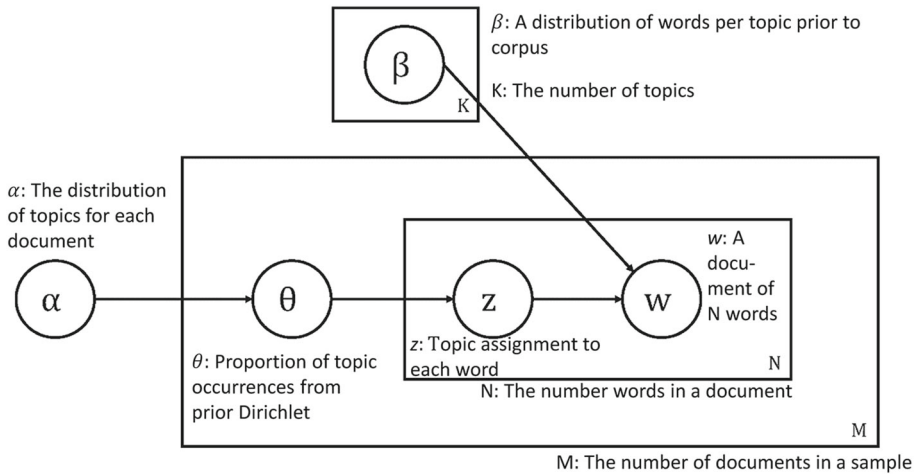 β: A distribution of words per topic prior to
corpus
β
K: The number of topics
K
α: The distribution
of topics for each
document
w: A
docu-
ment of
N words
α
θ
z
w
z: Topic assignment to
each word
N
θ: Proportion of topic
occurrences from
prior Dirichlet
N: The number words in a document
M
M: The number of documents in a sample